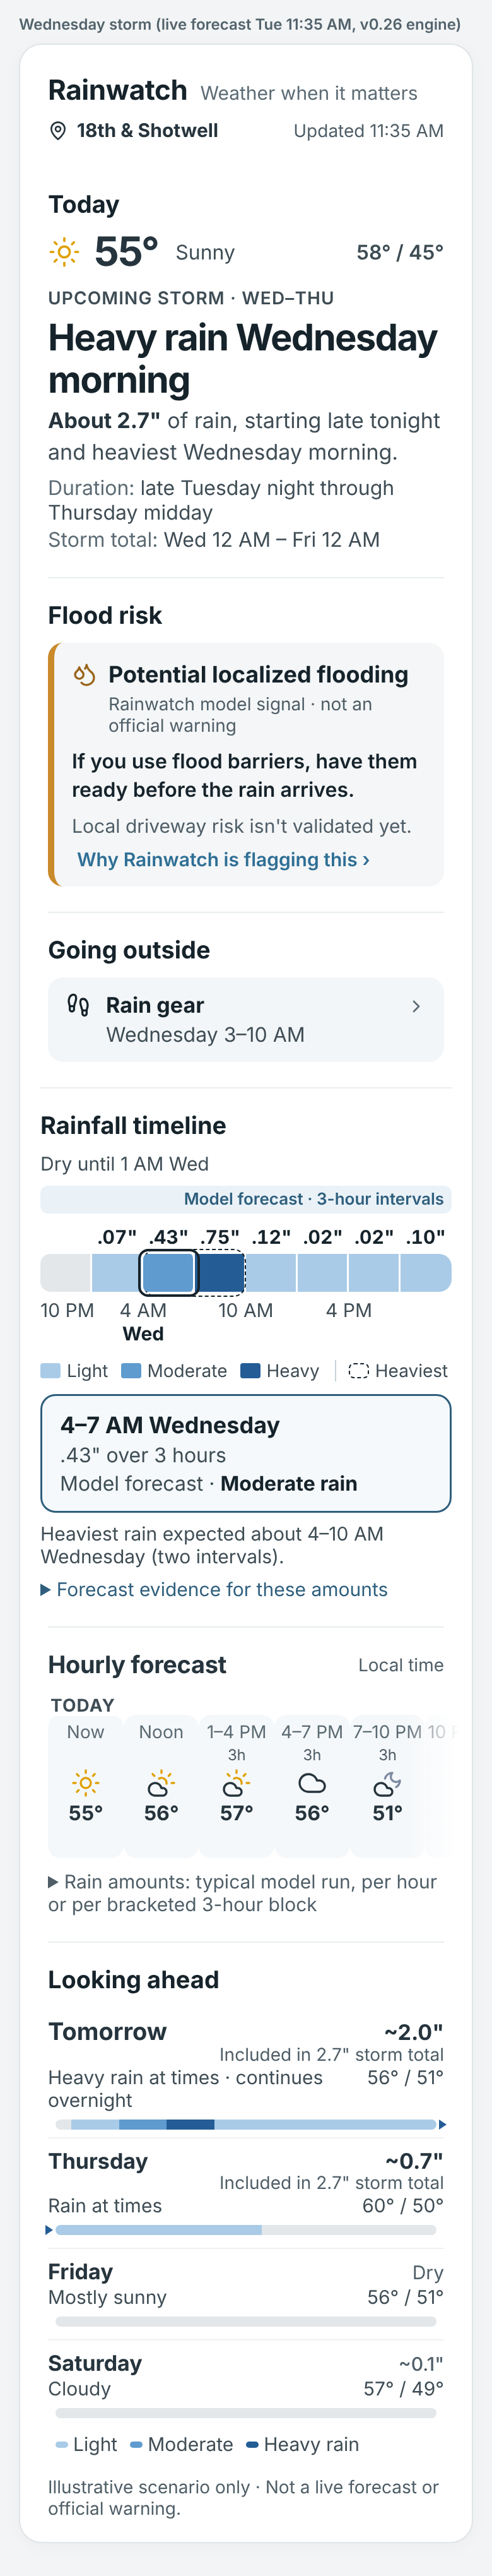 Wednesday storm (live forecast Tue 11:35 AM, v0.26 engine)
Rainwatch Weather when it matters
18th & Shotwell Updated 11:35 AM
Today
55° Sunny 58° / 45°
UPCOMING STORM · WED–THU
Heavy rain Wednesday
morning
About 2.7" of rain, starting late tonight
and heaviest Wednesday morning.
Duration: late Tuesday night through
Thursday midday
Storm total: Wed 12 AM – Fri 12 AM
Flood risk
Potential localized flooding
Rainwatch model signal · not an
official warning
If you use flood barriers, have them
ready before the rain arrives.
Local driveway risk isn't validated yet.
Why Rainwatch is flagging this ›
Going outside
Rain gear
Wednesday 3–10 AM
Rainfall timeline
Dry until 1 AM Wed
Model forecast · 3-hour intervals
.07" .43" .75" .12" .02" .02" .10"
10 PM 4 AM 10 AM 4 PM
Wed
Light Moderate Heavy Heaviest
4–7 AM Wednesday
.43" over 3 hours
Model forecast · Moderate rain
Heaviest rain expected about 4–10 AM
Wednesday (two intervals).
Forecast evidence for these amounts
Hourly forecast Local time
TODAY
Now Noon 1–4 PM 4–7 PM 7–10 PM 10
3h 3h 3h
55° 56° 57° 56° 51°
Rain amounts: typical model run, per hour
or per bracketed 3-hour block
Looking ahead
Tomorrow ~2.0"
Included in 2.7" storm total
Heavy rain at times · continues 56° / 51°
overnight
Thursday ~0.7"
Included in 2.7" storm total
Rain at times 60° / 50°
Friday Dry
Mostly sunny 56° / 51°
Saturday ~0.1"
Cloudy 57° / 49°
Light Moderate Heavy rain
Illustrative scenario only · Not a live forecast or
official warning.